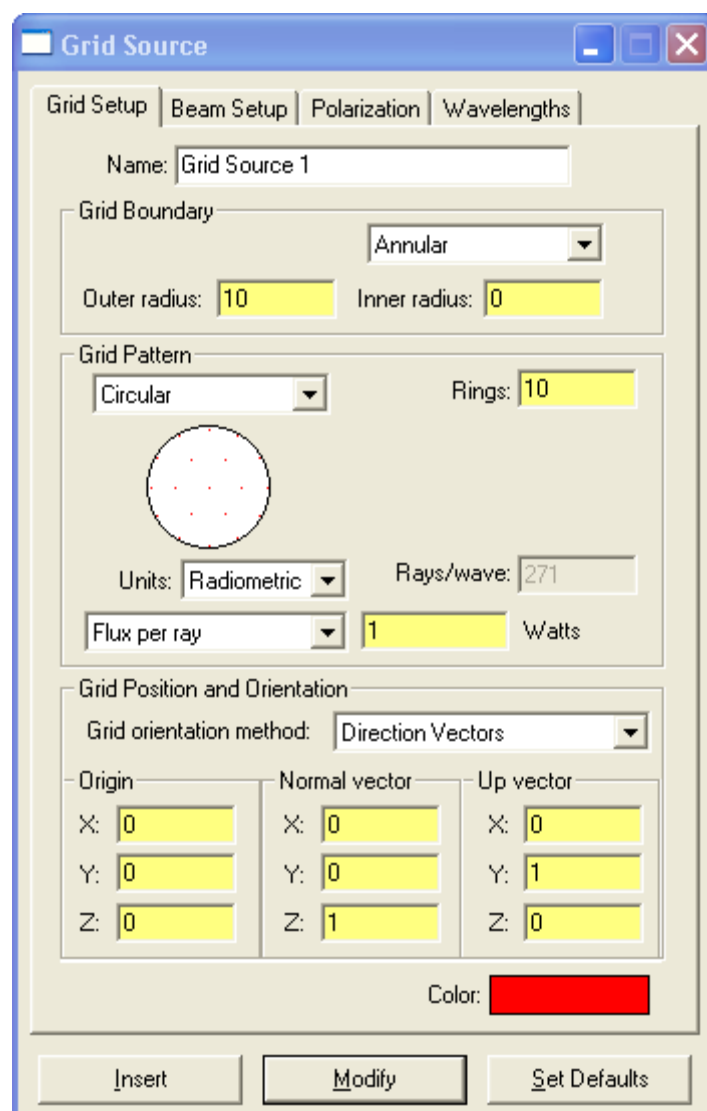 Grid Source
Grid Setup Beam Setup Polarization Wavelengths
Name: Grid Source 1
Grid Boundary
Annular
Outer radius: 10 Inner radius: 0
Grid Pattern
Circular Rings: 10
Units: Radiometric Rays/wave: 271
Flux per ray 1 Watts
Grid Position and Orientation
Grid orientation method: Direction Vectors
Origin Normal vector Up vector
X: 0 X: 0 X: 0
Y: 0 Y: 0 Y: 1
Z: 0 Z: 1 Z: 0
Color:
Insert Modify Set Defaults